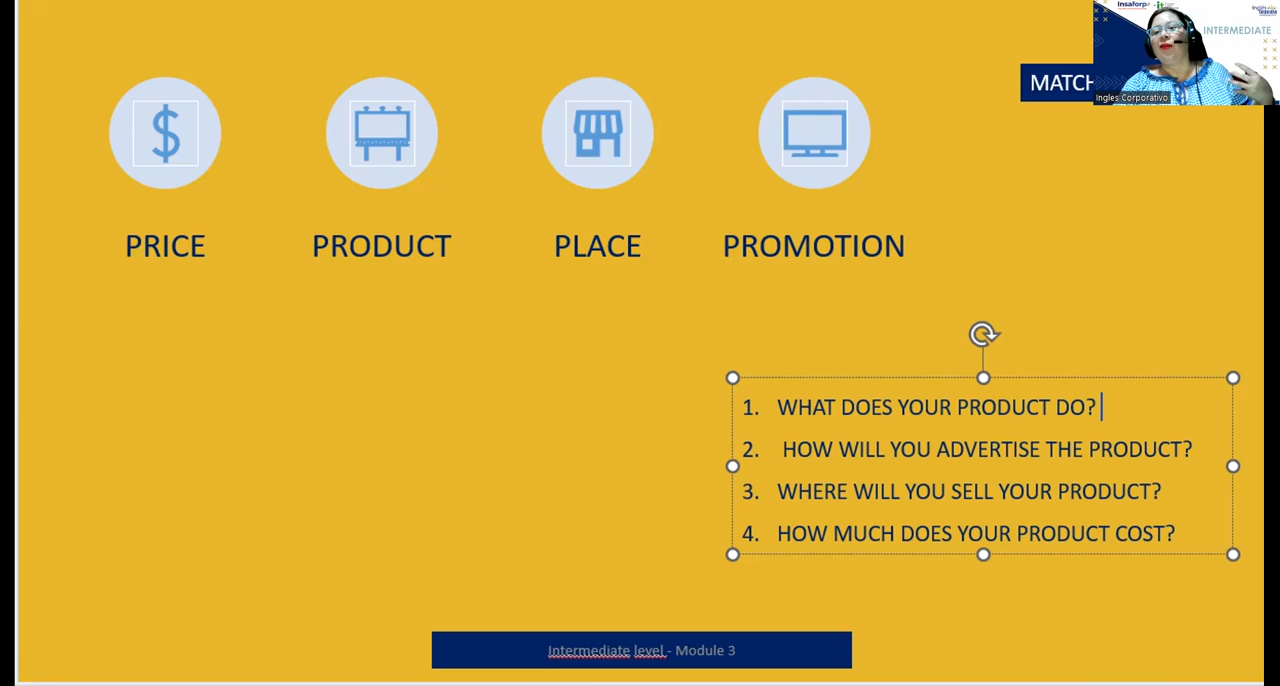 Insaforp
INTERMEDIATE
MATCH
Ingles Corporativo
$
PRICE
PRODUCT
PLACE
PROMOTION
1. WHAT DOES YOUR PRODUCT DO?
2. HOW WILL YOU ADVERTISE THE PRODUCT?
3. WHERE WILL YOU SELL YOUR PRODUCT?
4. HOW MUCH DOES YOUR PRODUCT COST?
Intermediate level - Module 3